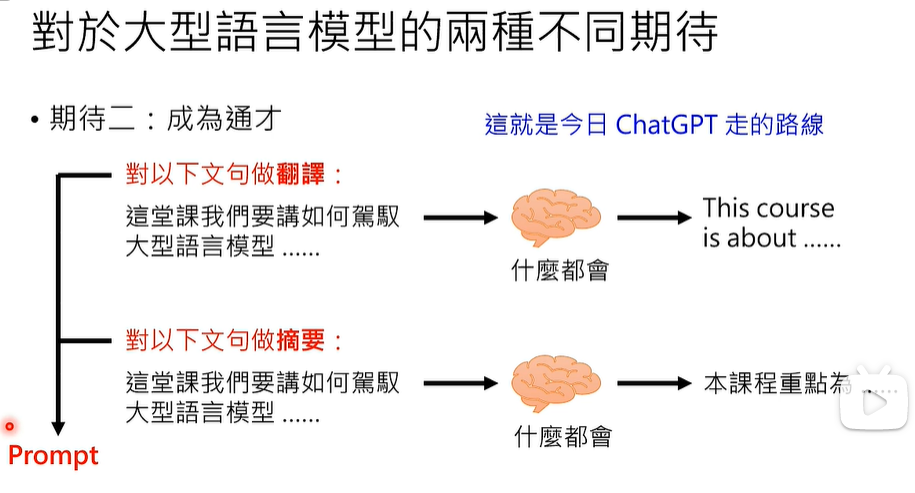 對於大型語言模型的兩種不同期待
• 期待二：成為通才
這就是今日 ChatGPT 走的路線
對以下文句做翻譯：
這堂課我們要講如何駕馭
大型語言模型 ......
什麼都會
This course
is about ......
對以下文句做摘要：
這堂課我們要講如何駕馭
大型語言模型 ......
什麼都會
本課程重點為 ......
Prompt